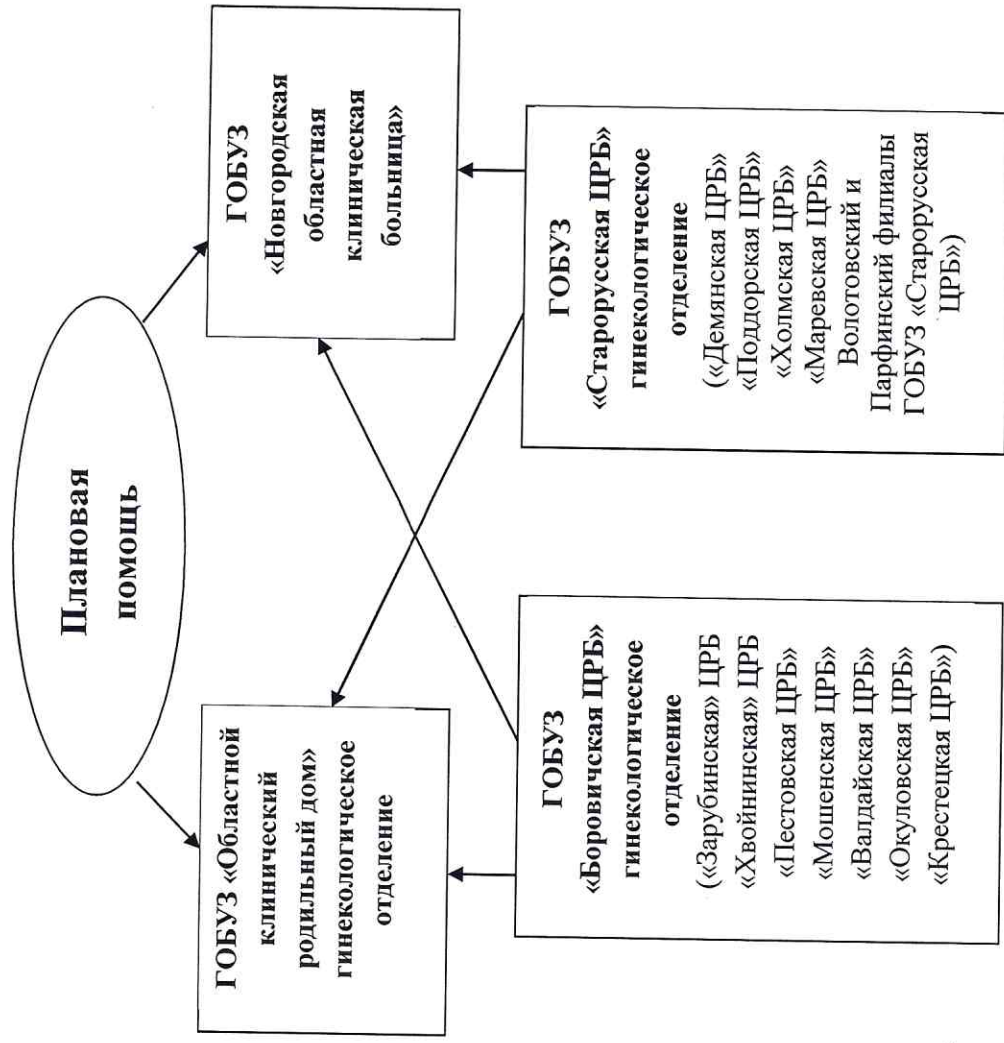 Плановая
помощь
ГОБУЗ «Областной
клинический
родильный дом»
гинекологическое
отделение
ГОБУЗ
«Новгородская
областная
клиническая
больница»
ГОБУЗ
«Боровичская ЦРБ»
гинекологическое
отделение
(«Зарубинская» ЦРБ
«Хвойнинская» ЦРБ
«Пестовская ЦРБ»
«Мошенская ЦРБ»
«Валдайская ЦРБ»
«Окуловская ЦРБ»
«Крестецкая ЦРБ»)
ГОБУЗ
«Старорусская ЦРБ»
гинекологическое
отделение
(«Демянская ЦРБ»
«Поддорская ЦРБ»
«Холмская ЦРБ»
«Маревская ЦРБ»
Волотовский и
Парфинский филиалы
ГОБУЗ «Старорусская
ЦРБ»)